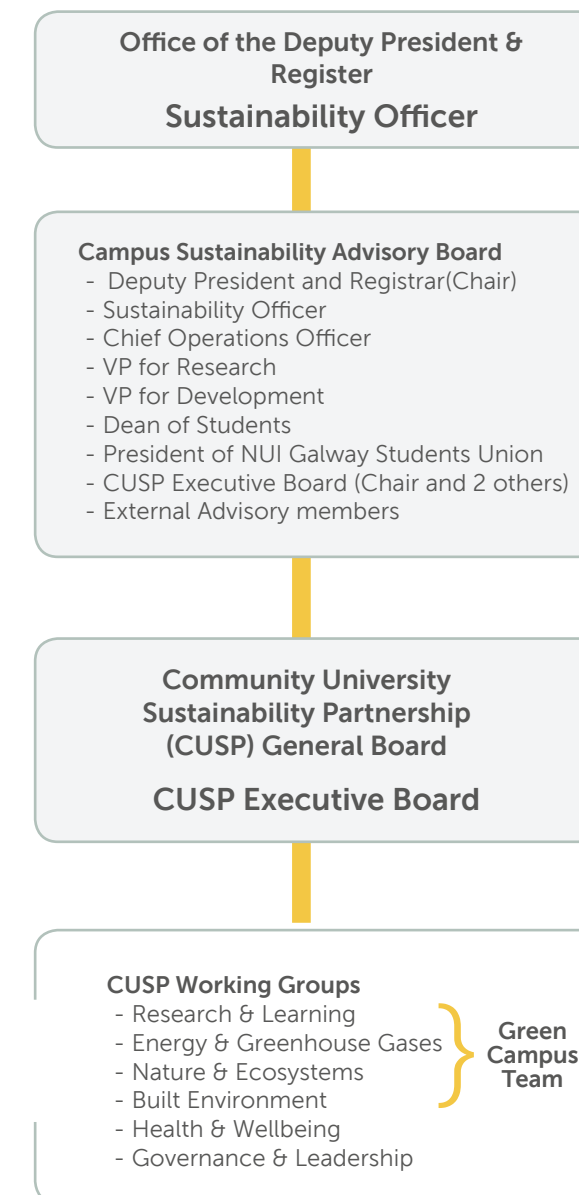 Office of the Deputy President &
Register
Sustainability Officer
Campus Sustainability Advisory Board
- Deputy President and Registrar(Chair)
- Sustainability Officer
- Chief Operations Officer
- VP for Research
- VP for Development
- Dean of Students
- President of NUI Galway Students Union
- CUSP Executive Board (Chair and 2 others)
- External Advisory members
Community University
Sustainability Partnership
(CUSP) General Board
CUSP Executive Board
CUSP Working Groups
- Research & Learning
- Energy & Greenhouse Gases
- Nature & Ecosystems
- Built Environment
- Health & Wellbeing
- Governance & Leadership
Green
Campus
Team